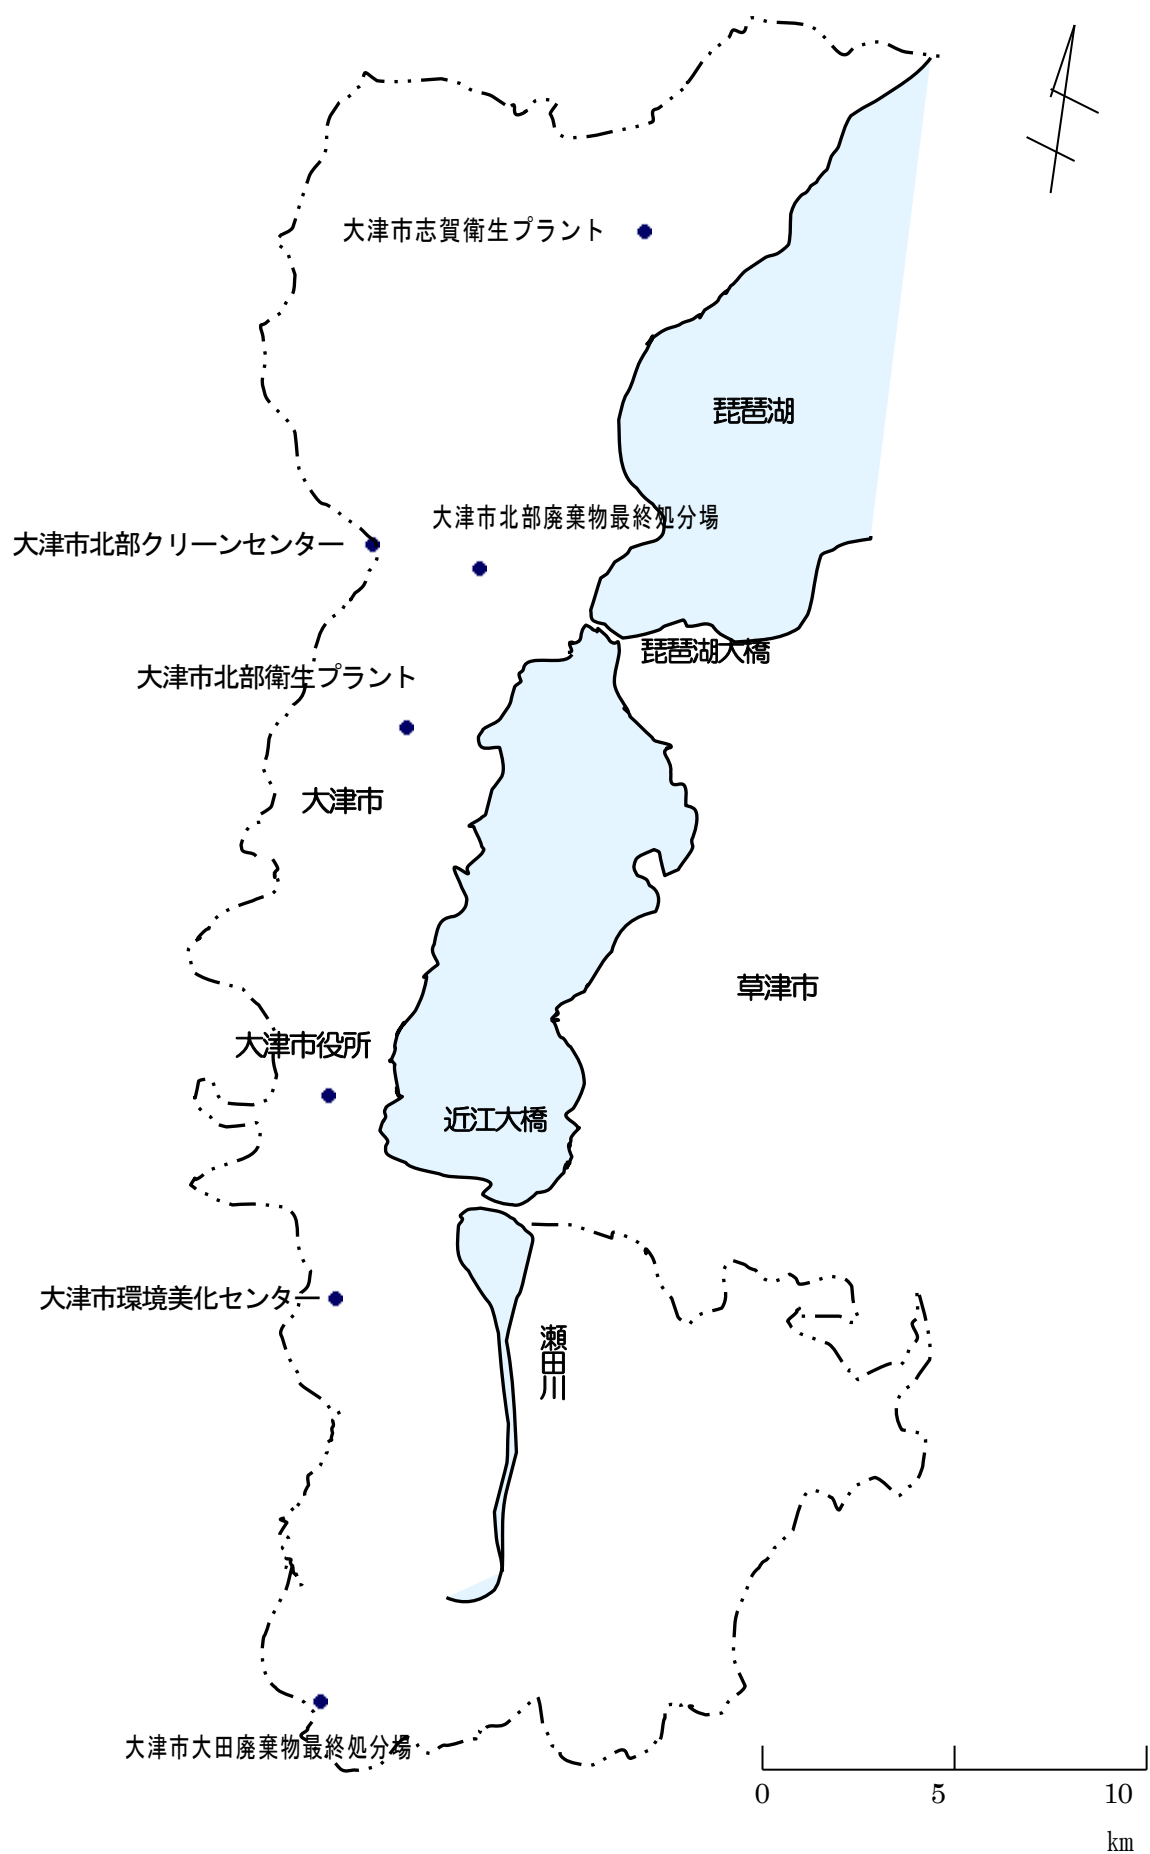 大津市志賀衛生プラント
琵琶湖
大津市北部廃棄物最終処分場
大津市北部クリーンセンター
琵琶湖大橋
大津市北部衛生プラント
大津市
草津市
大津市役所
近江大橋
大津市環境美化センター
瀬田川
大津市大田廃棄物最終処分場
0 5 10
km